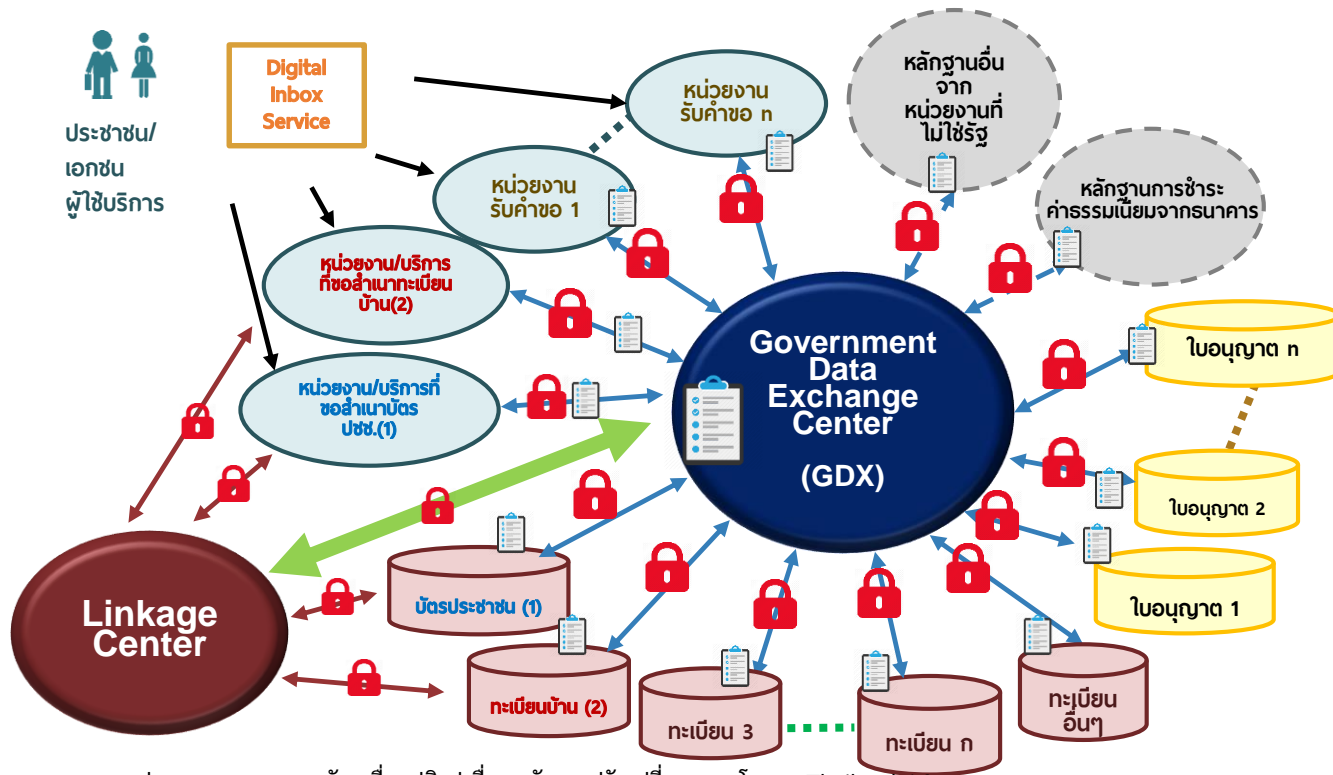 ประชาชน/
เอกชน
ผู้ใช้บริการ
Digital
Inbox
Service
หน่วยงาน
รับคำขอ n
หน่วยงาน
รับคำขอ 1
หน่วยงาน/บริการ
ที่ขอสำเนาทะเบียน
บ้าน(2)
หน่วยงาน/บริการที่
ขอสำเนาบัตร
ปชช.(1)
หลักฐานอื่น
จาก
หน่วยงานที่
ไม่ใช่รัฐ
หลักฐานการชำระ
ค่าธรรมเนียมจากธนาคาร
Government
Data
Exchange
Center
(GDX)
ใบอนุญาต n
ใบอนุญาต 2
ใบอนุญาต 1
Linkage
Center
บัตรประชาชน (1)
ทะเบียนบ้าน (2)
ทะเบียน 3
ทะเบียน ก
ทะเบียน
อื่นๆ